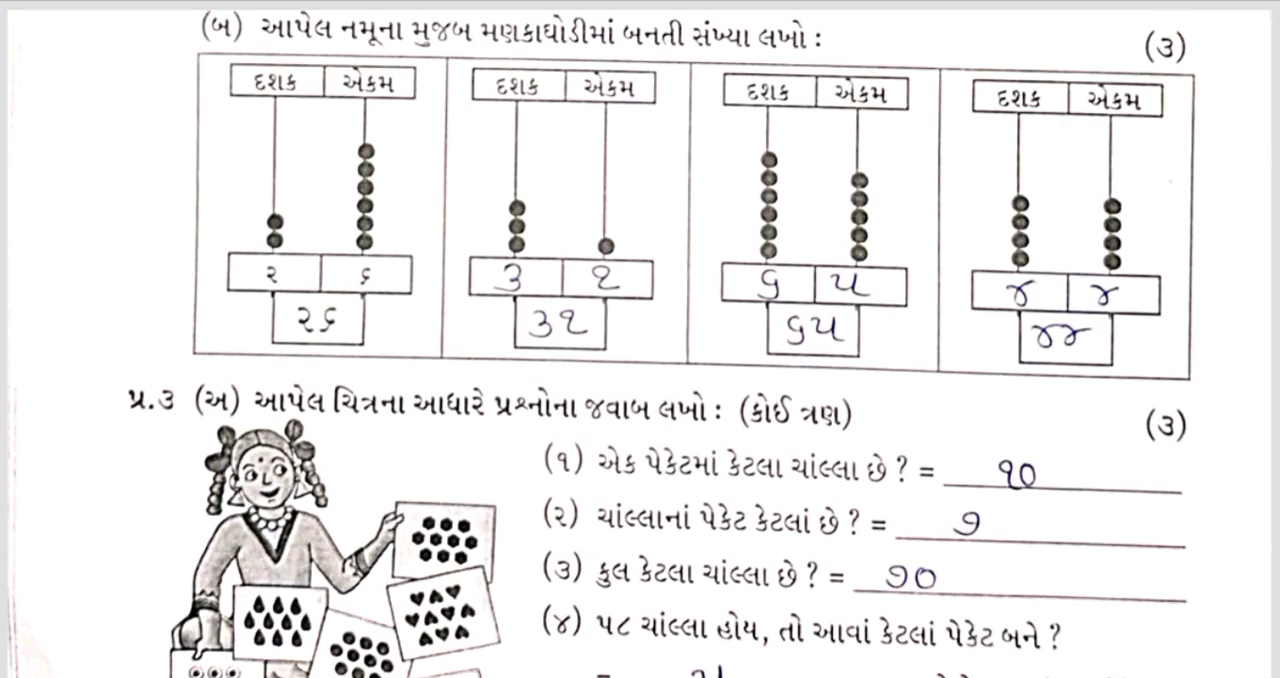 (બ) આપેલ નમૂના મુજબ મણકાઘોડીમાં બનતી સંખ્યા લખો : (૩)
દશક એકમ દશક એકમ દશક એકમ દશક એકમ
૨ ૬ ૩ ૧ ૬ ૫ ૪ ૪
૨૬ ૩૧ ૬૫ ૪૪
પ્ર.૩ (અ) આપેલ ચિત્રના આધારે પ્રશ્નોના જવાબ લખો : (કોઈ ત્રણ) (૩)
(૧) એક પેકેટમાં કેટલા ચાંલ્લા છે ? = ૧૦
(૨) ચાંલ્લાનાં પેકેટ કેટલાં છે ? = ૭
(૩) કુલ કેટલા ચાંલ્લા છે ? = ૭૦
(૪) ૫૮ ચાંલ્લા હોય, તો આવાં કેટલાં પેકેટ બને ?
=